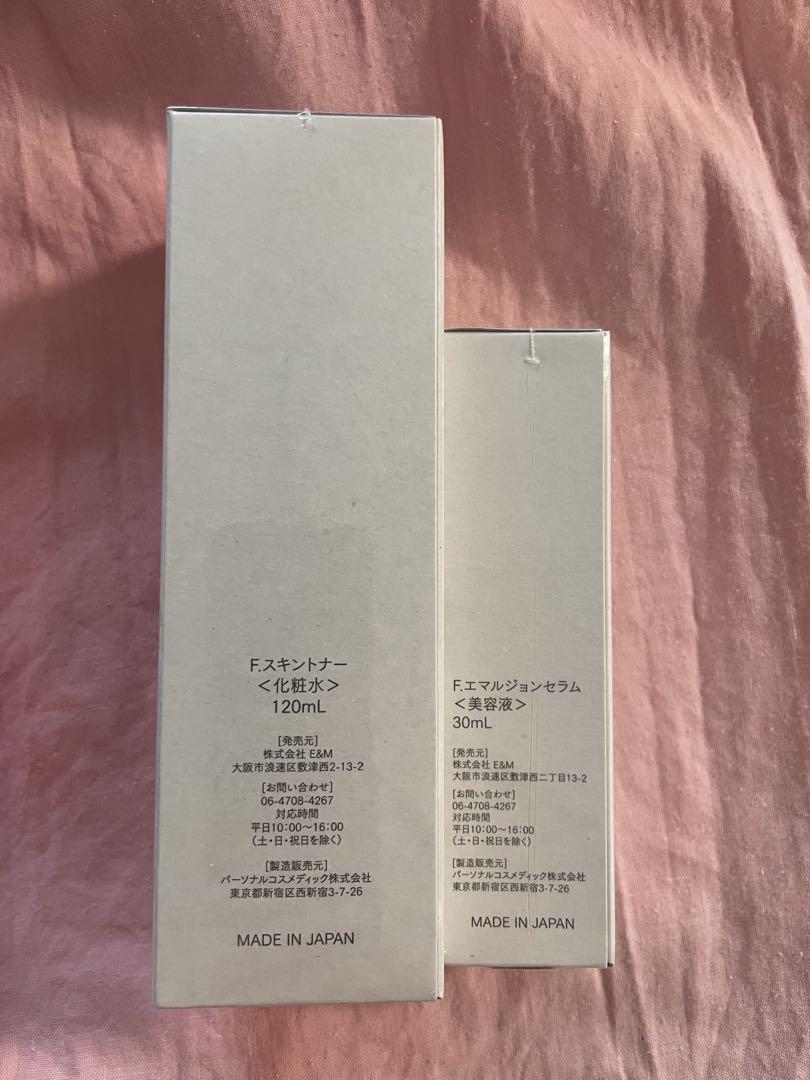 F.スキントナー
＜化粧水＞
120mL
[発売元]
株式会社 E&M
大阪市浪速区敷津西2-13-2
[お問い合わせ]
06-4708-4267
対応時間
平日10:00～16:00
（土・日・祝日を除く）
[製造販売元]
パーソナルコスメディック株式会社
東京都新宿区西新宿3-7-26
MADE IN JAPAN
F.エマルジョンセラム
＜美容液＞
30mL
[発売元]
株式会社 E&M
大阪市浪速区敷津西二丁目13-2
[お問い合わせ]
06-4708-4267
対応時間
平日10:00～16:00
（土・日・祝日を除く）
[製造販売元]
パーソナルコスメディック株式会社
東京都新宿区西新宿3-7-26
MADE IN JAPAN